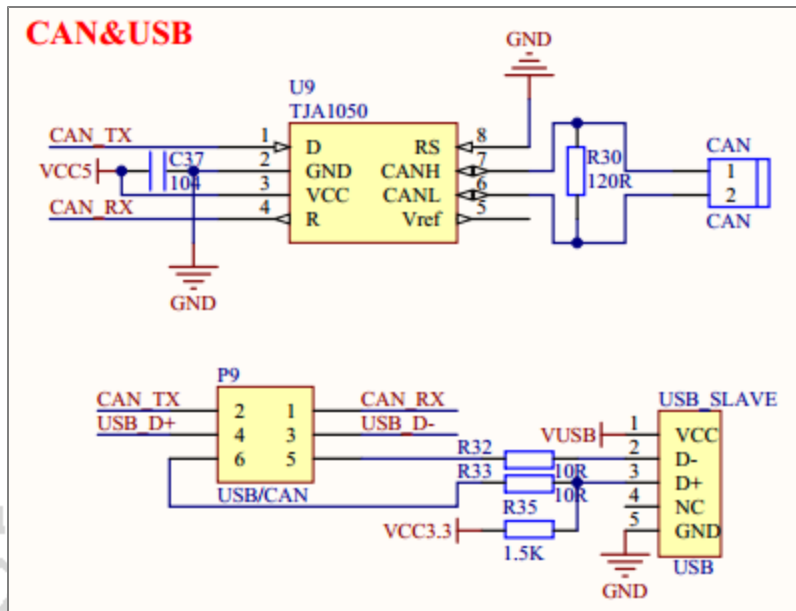 CAN&USB
GND
U9
TJA1050
CAN_TX 1 D RS 8
VCC5 C37 2 GND CANH 7 R30 CAN
104 3 VCC CANL 6 120R 1
CAN_RX 4 R Vref 5 2
CAN
GND
P9
CAN_TX 2 1 CAN_RX USB_SLAVE
USB_D+ 4 3 USB_D- VUSB 1 VCC
6 5 R32 10R 2 D-
USB/CAN R33 10R 3 D+
R35 4 NC
VCC3.3 1.5K 5 GND
USB
GND